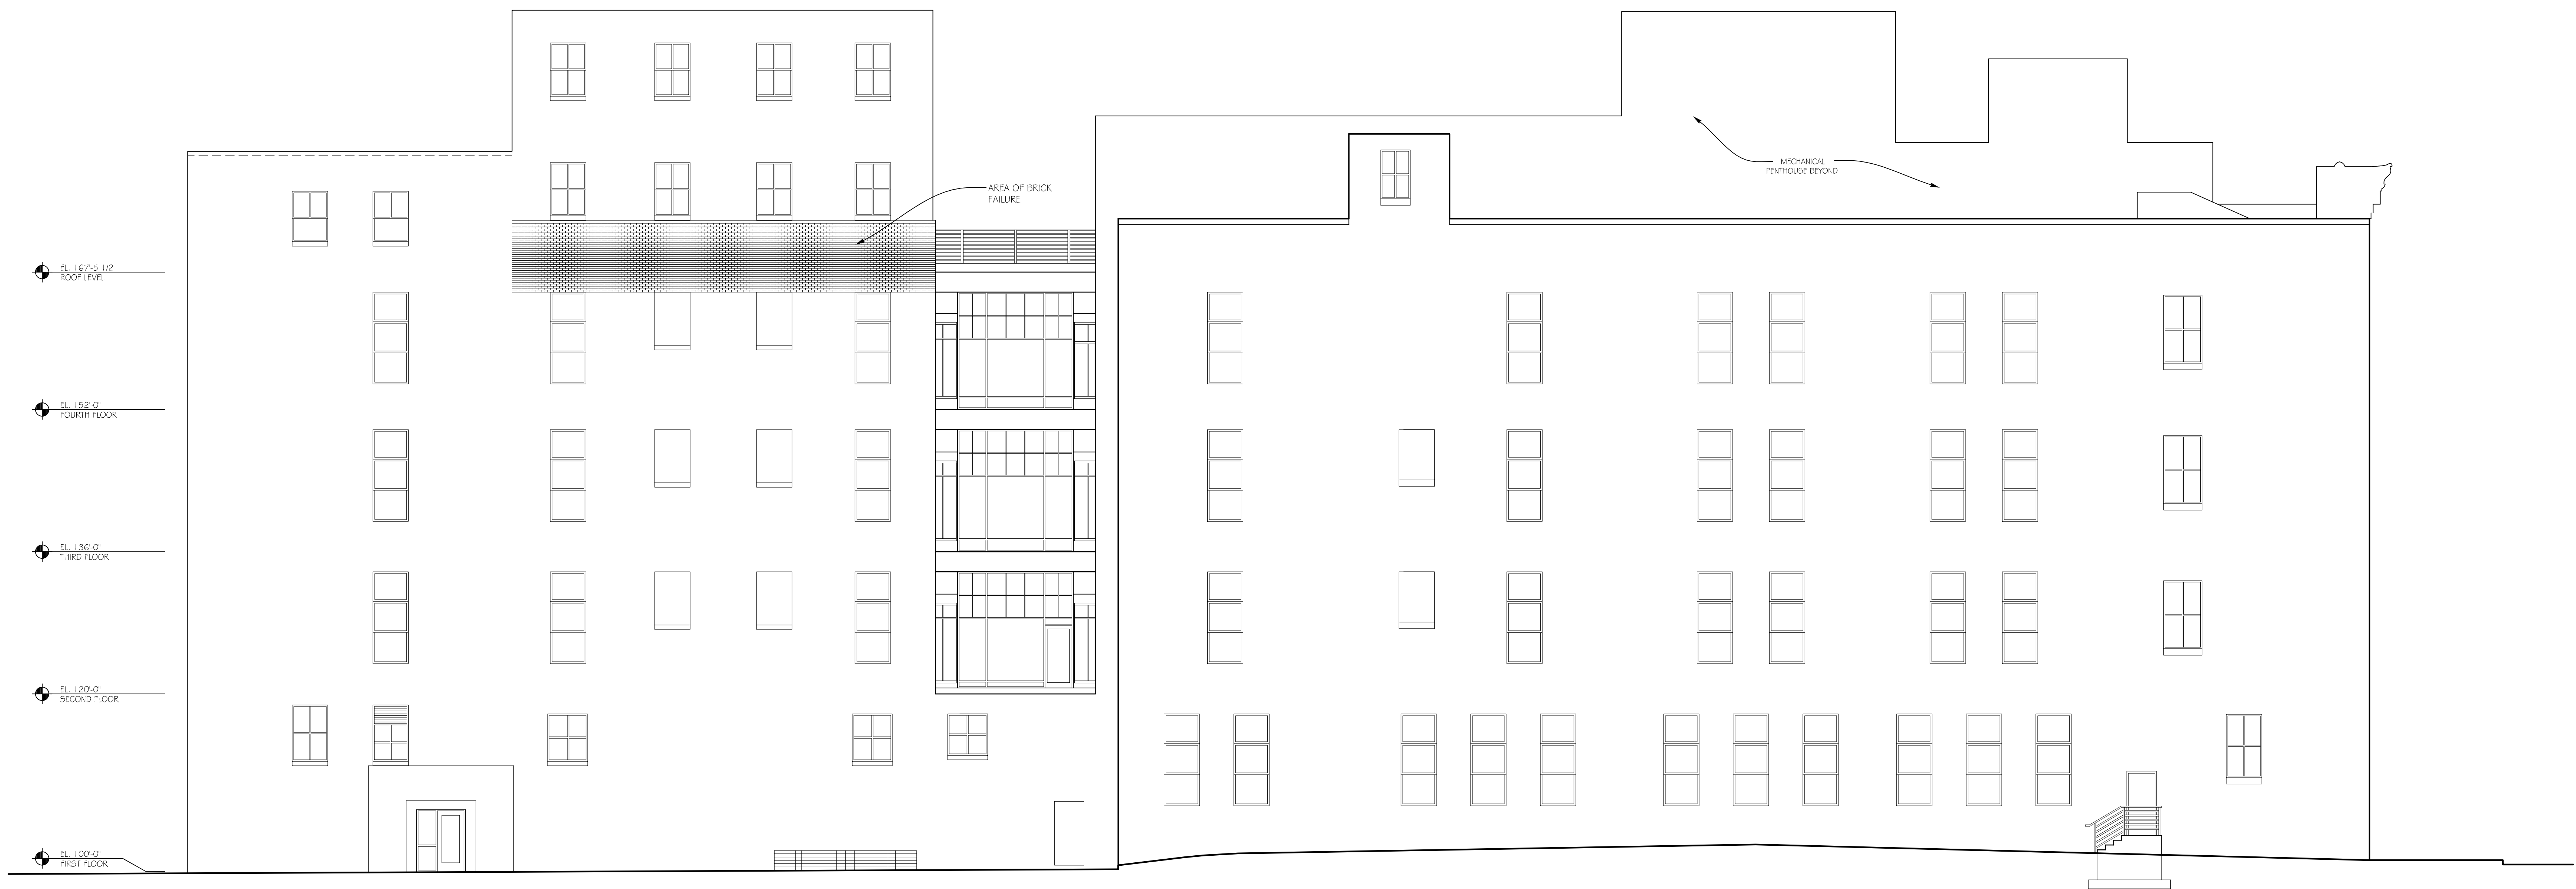 AREA OF BRICK
FAILURE
MECHANICAL
PENTHOUSE BEYOND
EL. 167'-5 1/2"
ROOF LEVEL
EL. 152'-0"
FOURTH FLOOR
EL. 136'-0"
THIRD FLOOR
EL. 120'-0"
SECOND FLOOR
EL. 100'-0"
FIRST FLOOR